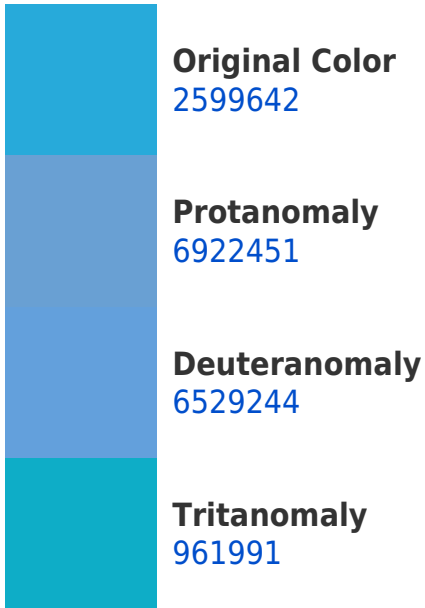 Original Color
2599642
Protanomaly
6922451
Deuteranomaly
6529244
Tritanomaly
961991